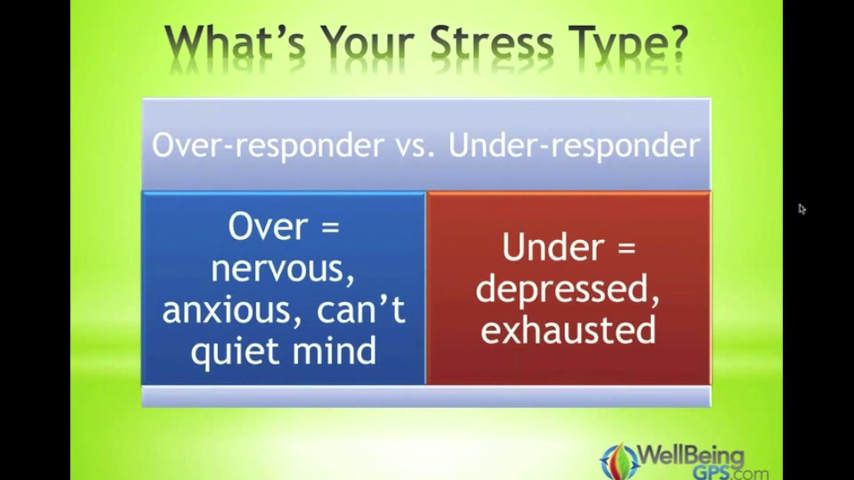 What's Your Stress Type?
Over-responder vs. Under-responder
Over =
nervous,
anxious, can't
quiet mind
Under =
depressed,
exhausted
WellBeing
GPS.com